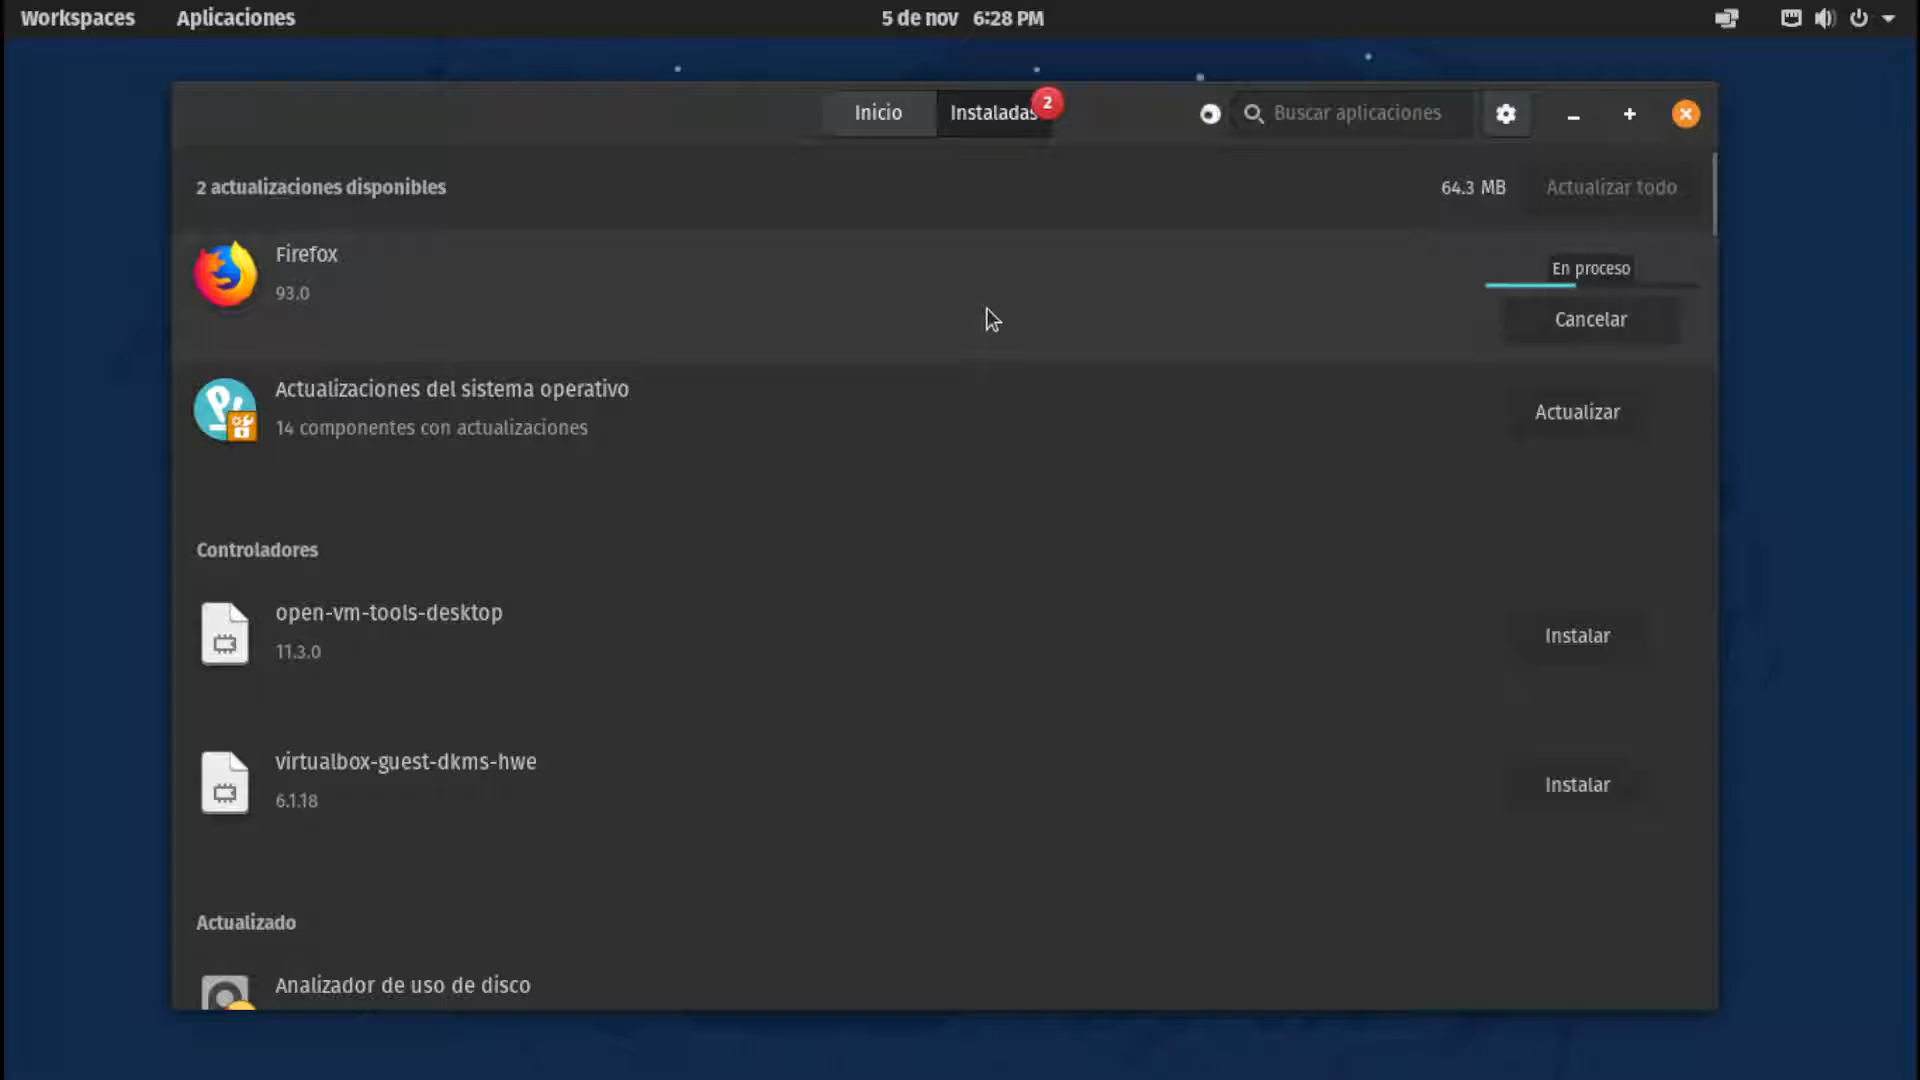 Workspaces Aplicaciones 5 de nov 6:28 PM
Inicio Instaladas 2 Buscar aplicaciones
2 actualizaciones disponibles 64.3 MB Actualizar todo
Firefox
93.0
En proceso
Cancelar
Actualizaciones del sistema operativo
14 componentes con actualizaciones
Actualizar
Controladores
open-vm-tools-desktop
11.3.0
Instalar
virtualbox-guest-dkms-hwe
6.1.18
Instalar
Actualizado
Analizador de uso de disco